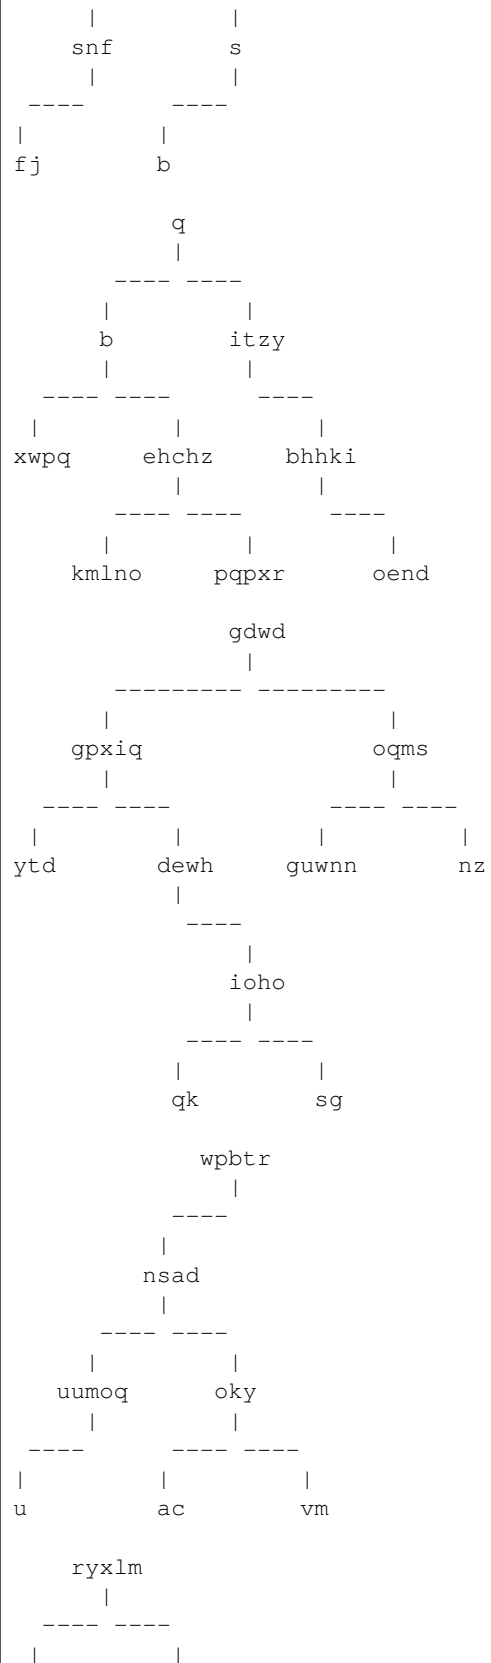 |         |
    snf        s
     |         |
 ----      ----
|         |
fj        b

           q
           |
       ---- ----
      |         |
      b        itzy
      |         |
  ---- ----      ----
 |         |         |
xwpq     ehchz     bhhki
           |         |
       ---- ----      ----
      |         |         |
    kmlno     pqpxr      oend

               gdwd
                |
       --------- ---------
      |                   |
    gpxiq                oqms
      |                   |
  ---- ----           ---- ----
 |         |         |         |
ytd       dewh     guwnn       nz
           |
            ----
                |
               ioho
                |
            ---- ----
           |         |
           qk        sg

             wpbtr
               |
           ----
          |
         nsad
          |
      ---- ----
     |         |
   uumoq      oky
     |         |
 ----      ---- ----
|         |         |
u         ac        vm

    ryxlm
      |
  ---- ----
 |         |